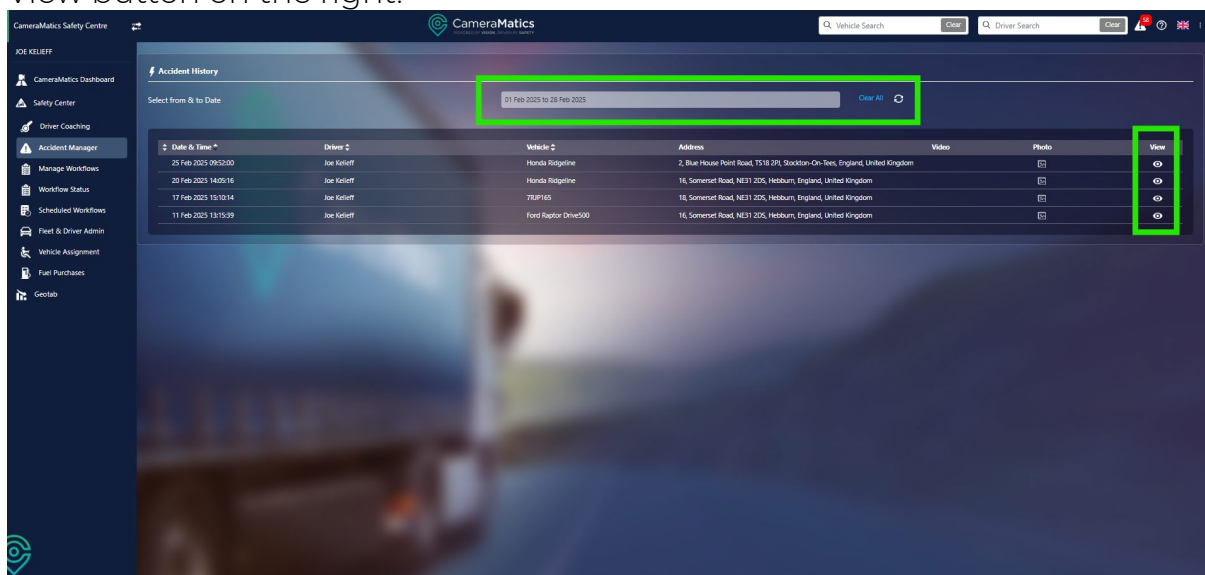 view button on the right.
CameraMatics Safety Centre
CameraMatics
POWERED BY VISION, DRIVEN BY SAFETY
Vehicle Search Clear Driver Search Clear 58
JOE KELIEFF
CameraMatics Dashboard
Safety Center
Driver Coaching
Accident Manager
Manage Workflows
Workflow Status
Scheduled Workflows
Fleet & Driver Admin
Vehicle Assignment
Fuel Purchases
Geotab
Accident History
Select from & to Date 01 Feb 2025 to 28 Feb 2025 Clear All
Date & Time Driver Vehicle Address Video Photo View
25 Feb 2025 09:52:00 Joe Kelieff Honda Ridgeline 2, Blue House Point Road, TS18 2PJ, Stockton-On-Tees, England, United Kingdom
20 Feb 2025 14:05:16 Joe Kelieff Honda Ridgeline 16, Somerset Road, NE31 2DS, Hebburn, England, United Kingdom
17 Feb 2025 15:10:14 Joe Kelieff 7IUP165 18, Somerset Road, NE31 2DS, Hebburn, England, United Kingdom
11 Feb 2025 13:15:39 Joe Kelieff Ford Raptor Drive500 16, Somerset Road, NE31 2DS, Hebburn, England, United Kingdom